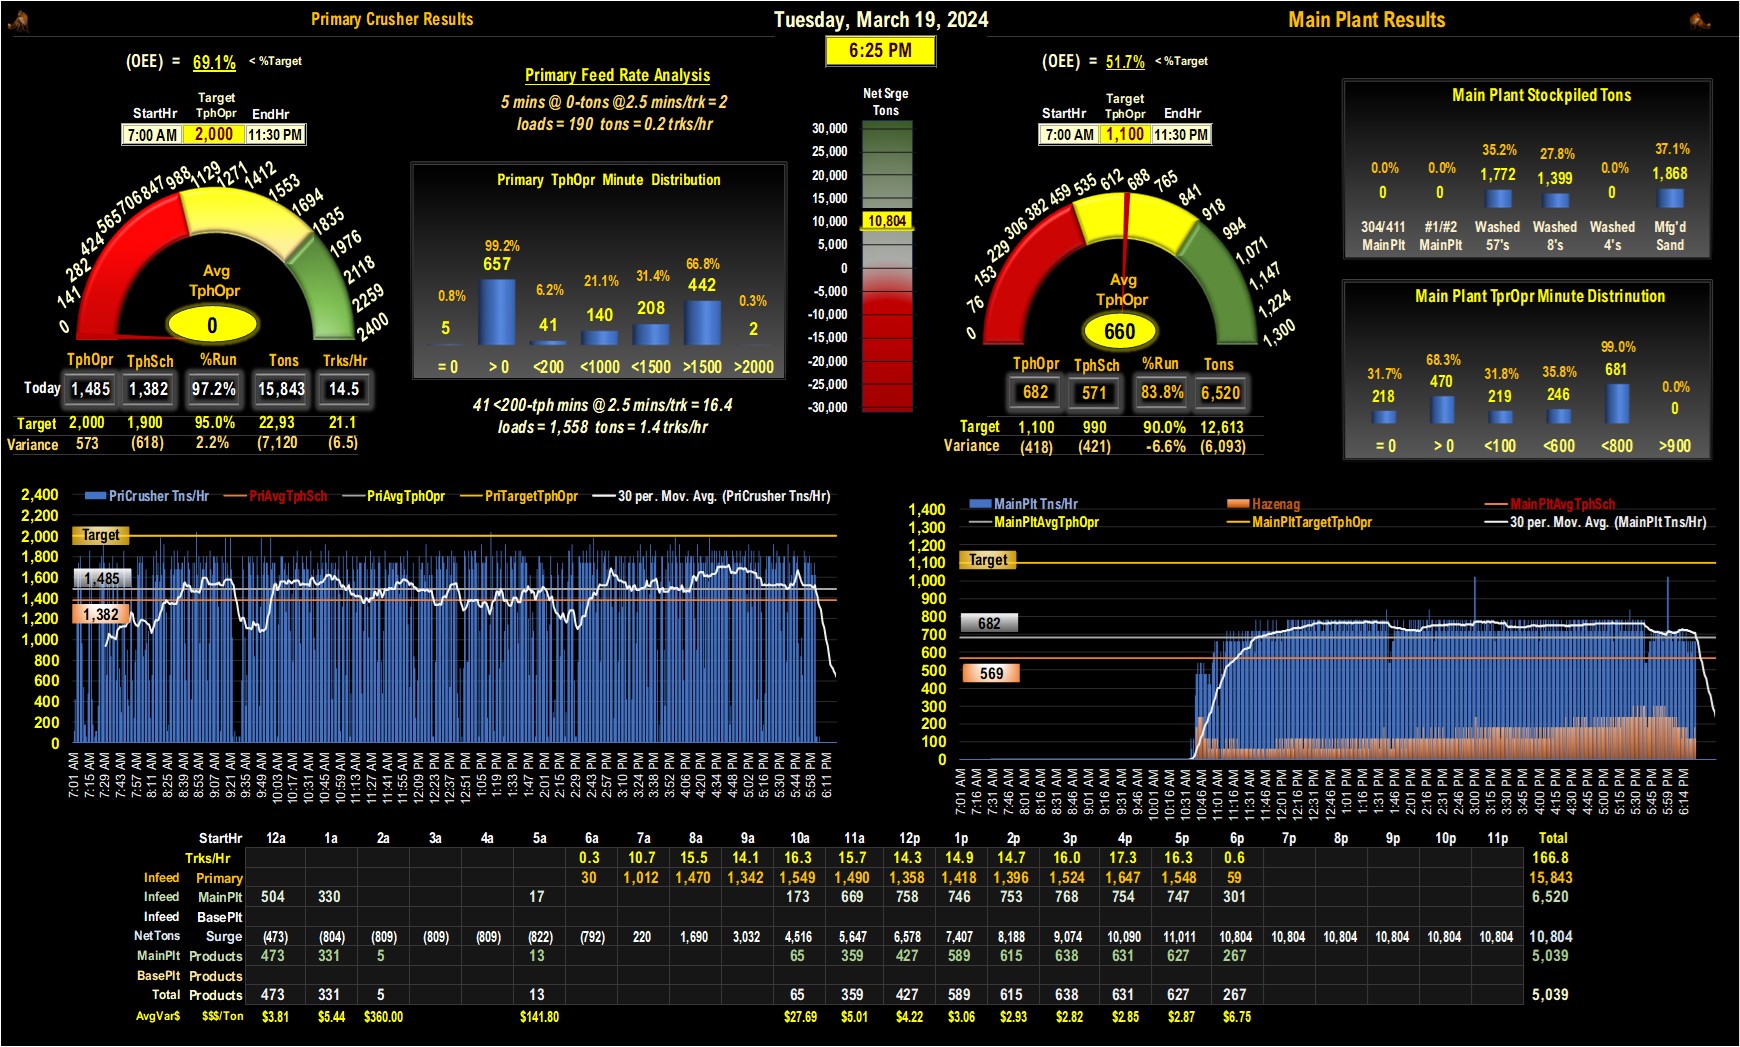 Primary Crusher Results
Tuesday, March 19, 2024
Main Plant Results
6:25 PM
(OEE) = 69.1% < %Target
Target
StartHr TphOpr EndHr
7:00 AM 2,000 11:30 PM
0 141 282 424 565 706 847 988 1129 1271 1412 1553 1694 1835 1976 2118 2259 2400
Avg
TphOpr
0
TphOpr TphSch %Run Tons Trks/Hr
Today 1,485 1,382 97.2% 15,843 14.5
Target 2,000 1,900 95.0% 22,93 21.1
Variance 573 (618) 2.2% (7,120 (6.5)
Primary Feed Rate Analysis
5 mins @ 0-tons @2.5 mins/trk = 2
loads = 190 tons = 0.2 trks/hr
Primary TphOpr Minute Distribution
0.8% 99.2% 6.2% 21.1% 31.4% 66.8% 0.3%
5 657 41 140 208 442 2
= 0 > 0 <200 <1000 <1500 >1500 >2000
41 <200-tph mins @ 2.5 mins/trk = 16.4
loads = 1,558 tons = 1.4 trks/hr
Net Srge
Tons
30,000
25,000
20,000
15,000
10,000
10,804
5,000
0
-5,000
-10,000
-15,000
-20,000
-25,000
-30,000
(OEE) = 51.7% < %Target
Target
StartHr TphOpr EndHr
7:00 AM 1,100 11:30 PM
0 76 153 229 306 382 459 535 612 688 765 841 918 994 1,071 1,147 1,224 1,300
Avg
TphOpr
660
TphOpr TphSch %Run Tons
682 571 83.8% 6,520
Target 1,100 990 90.0% 12,613
Variance (418) (421) -6.6% (6,093)
Main Plant Stockpiled Tons
0.0% 0.0% 35.2% 27.8% 0.0% 37.1%
0 0 1,772 1,399 0 1,868
304/411 #1/#2 Washed Washed Washed Mfg'd
MainPlt MainPlt 57's 8's 4's Sand
Main Plant TprOpr Minute Distrinution
31.7% 68.3% 31.8% 35.8% 99.0% 0.0%
218 470 219 246 681 0
= 0 > 0 <100 <600 <800 >900
PriCrusher Tns/Hr PriAvgTphSch PriAvgTphOpr PriTargetTphOpr 30 per. Mov. Avg. (PriCrusher Tns/Hr)
2,400
2,200
2,000
1,800
1,600
1,400
1,200
1,000
800
600
400
200
0
Target
1,485
1,382
7:01 AM 7:15 AM 7:29 AM 7:43 AM 7:57 AM 8:11 AM 8:25 AM 8:39 AM 8:53 AM 9:07 AM 9:21 AM 9:35 AM 9:49 AM 10:03 AM 10:17 AM 10:31 AM 10:45 AM 10:59 AM 11:13 AM 11:27 AM 11:41 AM 11:55 AM 12:09 PM 12:23 PM 12:37 PM 12:51 PM 1:05 PM 1:19 PM 1:33 PM 1:47 PM 2:01 PM 2:15 PM 2:29 PM 2:43 PM 2:57 PM 3:10 PM 3:24 PM 3:38 PM 3:52 PM 4:06 PM 4:20 PM 4:34 PM 4:48 PM 5:02 PM 5:16 PM 5:30 PM 5:44 PM 5:58 PM 6:11 PM
MainPlt Tns/Hr Hazenag MainPltAvgTphSch
MainPltAvgTphOpr MainPltTargetTphOpr 30 per. Mov. Avg. (MainPlt Tns/Hr)
1,400
1,300
1,200
1,100
1,000
900
800
700
600
500
400
300
200
100
0
Target
682
569
7:01 AM 7:16 AM 7:31 AM 7:46 AM 8:01 AM 8:16 AM 8:31 AM 8:46 AM 9:01 AM 9:16 AM 9:31 AM 9:46 AM 10:01 AM 10:16 AM 10:31 AM 10:46 AM 11:01 AM 11:16 AM 11:31 AM 11:46 AM 12:01 PM 12:16 PM 12:31 PM 12:46 PM 1:01 PM 1:16 PM 1:31 PM 1:46 PM 2:01 PM 2:16 PM 2:31 PM 2:46 PM 3:00 PM 3:15 PM 3:30 PM 3:45 PM 4:00 PM 4:15 PM 4:30 PM 4:45 PM 5:00 PM 5:15 PM 5:30 PM 5:45 PM 5:59 PM 6:14 PM
StartHr 12a 1a 2a 3a 4a 5a 6a 7a 8a 9a 10a 11a 12p 1p 2p 3p 4p 5p 6p 7p 8p 9p 10p 11p Total
Trks/Hr 0.3 10.7 15.5 14.1 16.3 15.7 14.3 14.9 14.7 16.0 17.3 16.3 0.6 166.8
Infeed Primary 30 1,012 1,470 1,342 1,549 1,490 1,358 1,418 1,396 1,524 1,647 1,548 59 15,843
Infeed MainPlt 504 330 17 173 669 758 746 753 768 754 747 301 6,520
Infeed BasePlt
NetTons Surge (473) (804) (809) (809) (809) (822) (792) 220 1,690 3,032 4,516 5,647 6,578 7,407 8,188 9,074 10,090 11,011 10,804 10,804 10,804 10,804 10,804 10,804 10,804
MainPlt Products 473 331 5 13 65 359 427 589 615 638 631 627 267 5,039
BasePlt Products
Total Products 473 331 5 13 65 359 427 589 615 638 631 627 267 5,039
AvgVar$ $$$/Ton $3.81 $5.44 $360.00 $141.80 $27.69 $5.01 $4.22 $3.06 $2.93 $2.82 $2.85 $2.87 $6.75